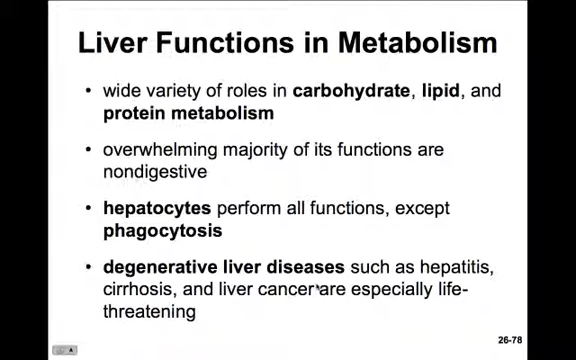 Liver Functions in Metabolism
• wide variety of roles in carbohydrate, lipid, and
protein metabolism
• overwhelming majority of its functions are
nondigestive
• hepatocytes perform all functions, except
phagocytosis
• degenerative liver diseases such as hepatitis,
cirrhosis, and liver cancer are especially life-
threatening
26-78